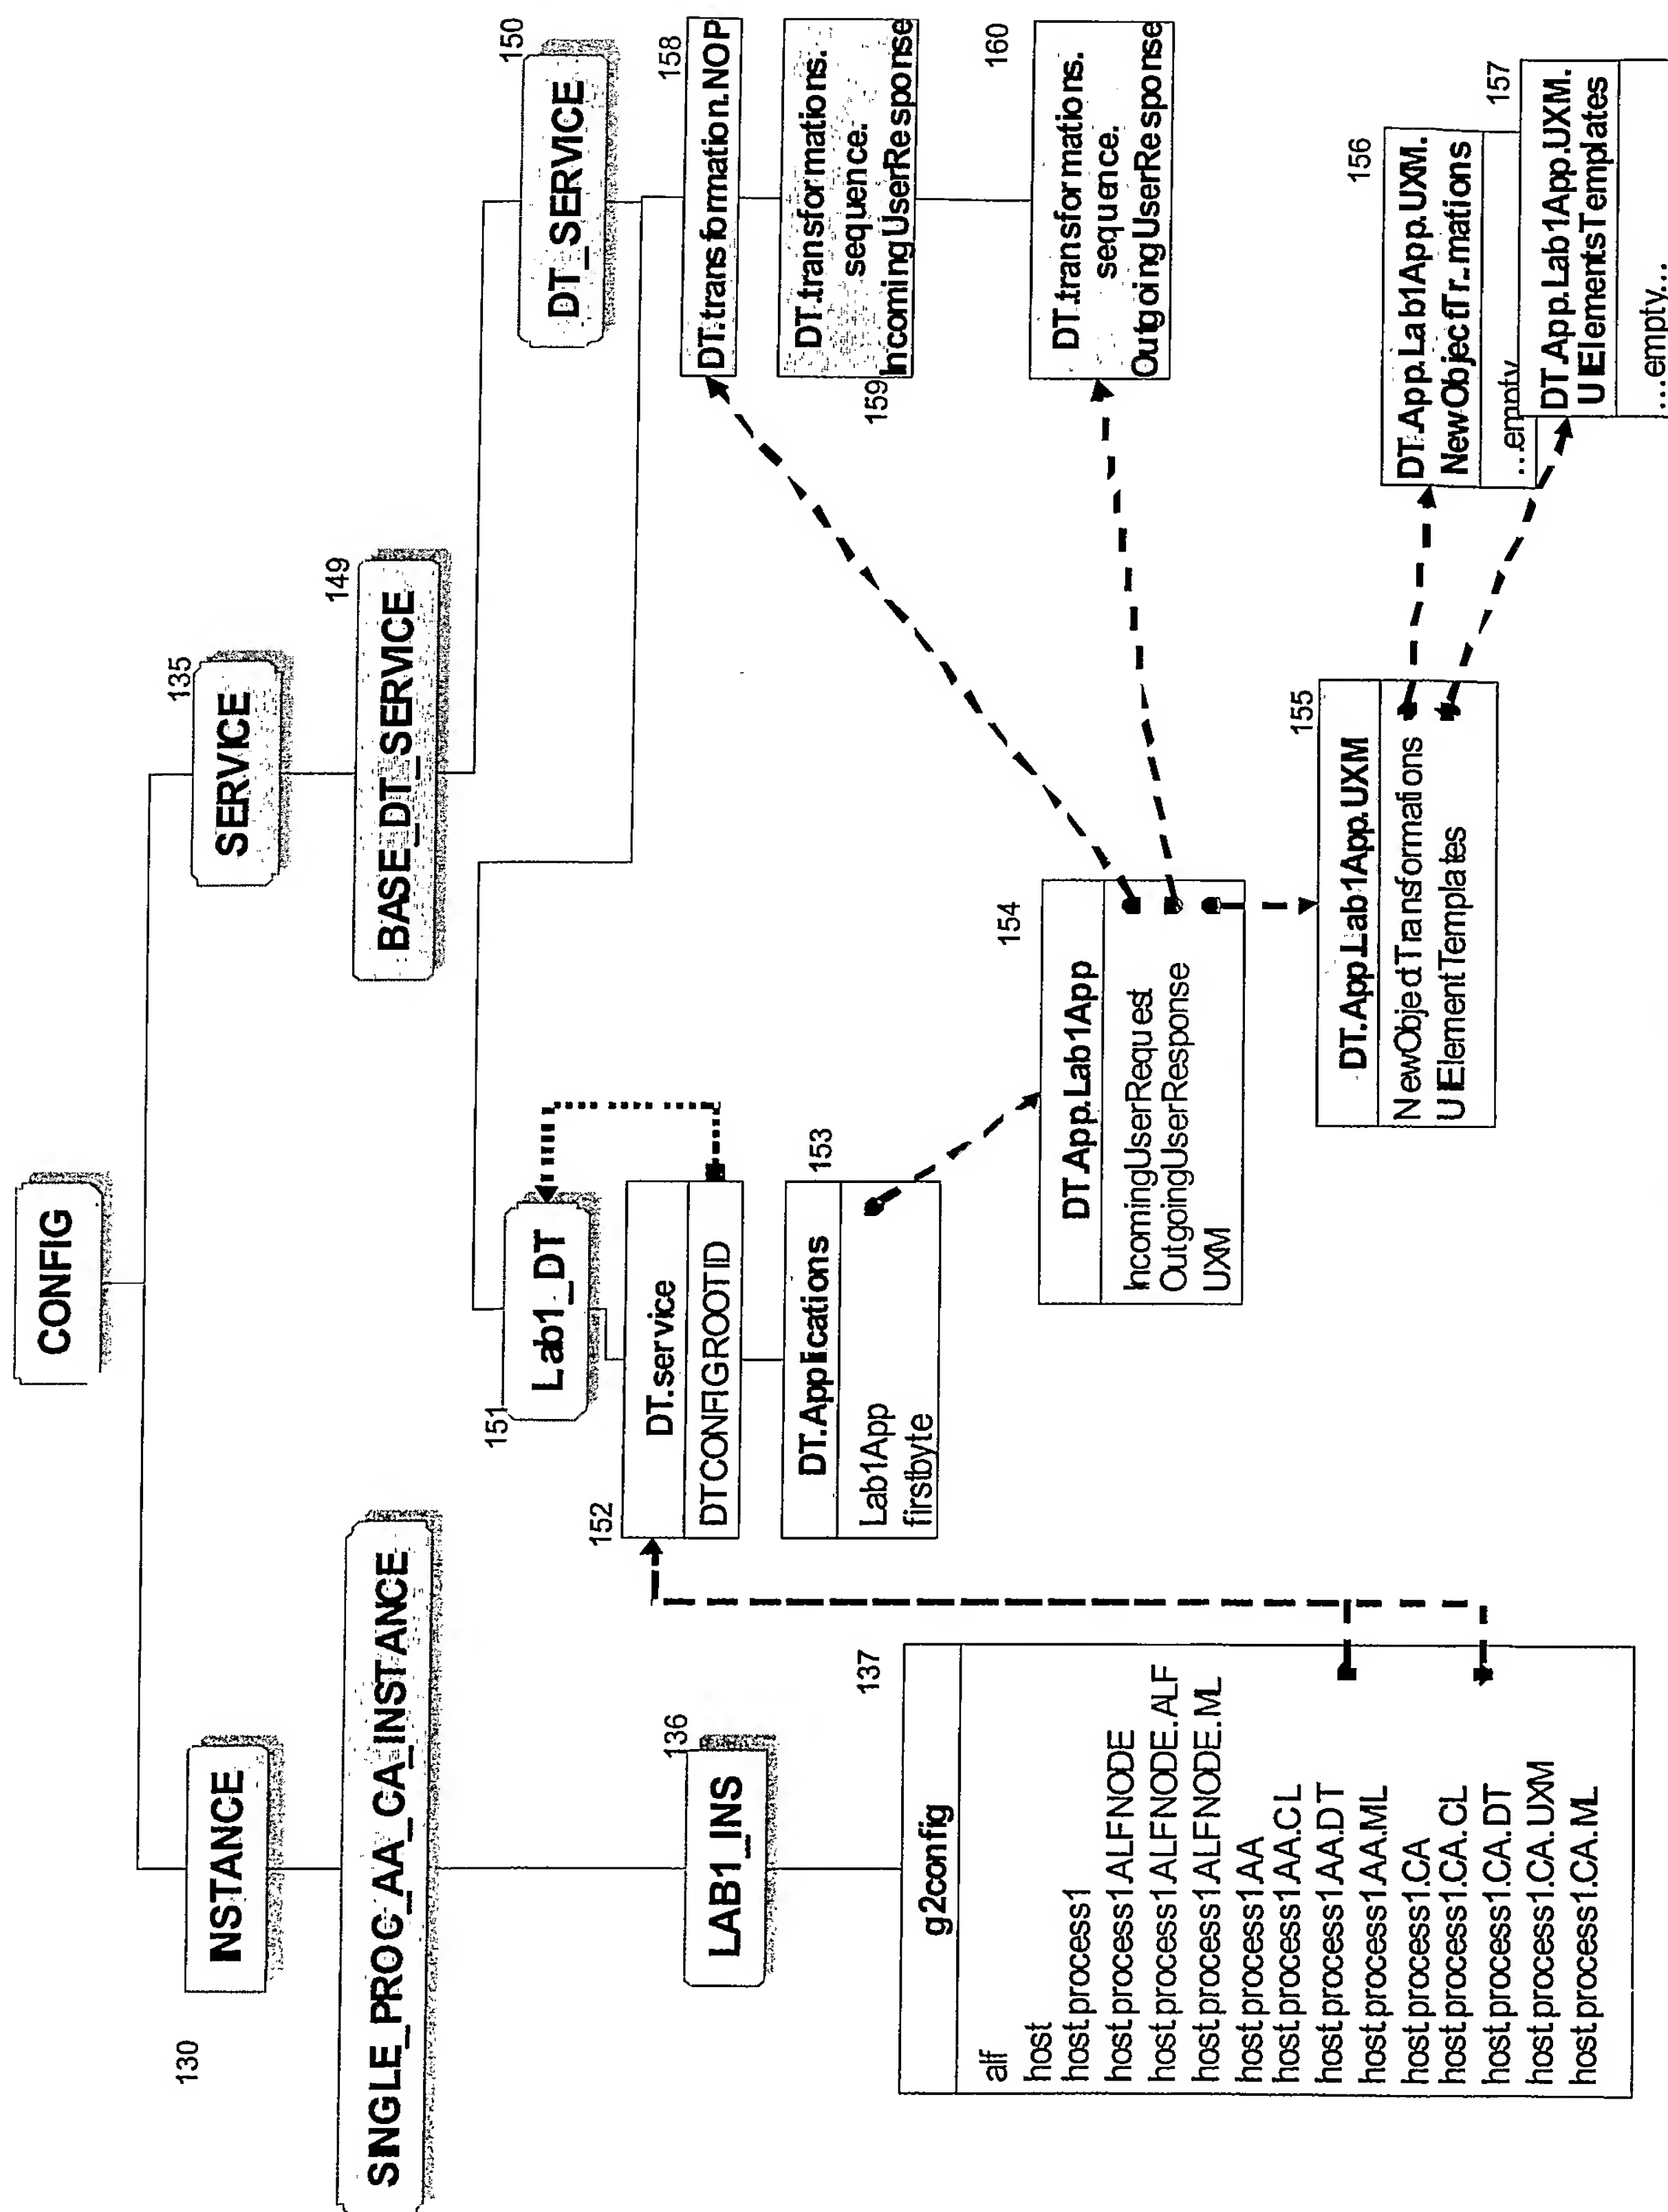 CONFIG
NSTANCE
130
SERVICE
135
SINGLE_PROC_AA_CA_INSTANCE
BASE_DT_SERVICE
149
LAB1_INS
136
Lab1_DT
151
DT_SERVICE
150
g2config
137
alf
host
host.process1
host.process1.ALFNODE
host.process1.ALFNODE.ALF
host.process1.ALFNODE.ML
host.process1.AA
host.process1.AA.CL
host.process1.AA.DT
host.process1.AA.ML
host.process1.CA
host.process1.CA.CL
host.process1.CA.DT
host.process1.CA.UXM
host.process1.CA.ML
152
DT.service
DTCONFIGROOTID
153
DT.Applications
Lab1App
firstbyte
154
DT.App.Lab1App
IncomingUserRequest
OutgoingUserResponse
UXM
155
DT.App.Lab1App.UXM
NewObjectTransformations
UIElementTemplates
158
DT.transformation.NOP
DT.transformations.
sequence.
IncomingUserResponse
159
160
DT.transformations.
sequence.
OutgoingUserResponse
156
DT.App.Lab1App.UXM.
NewObjectTr..mations
...empty
157
DT.App.Lab1App.UXM.
UIElementsTemplates
...empty...